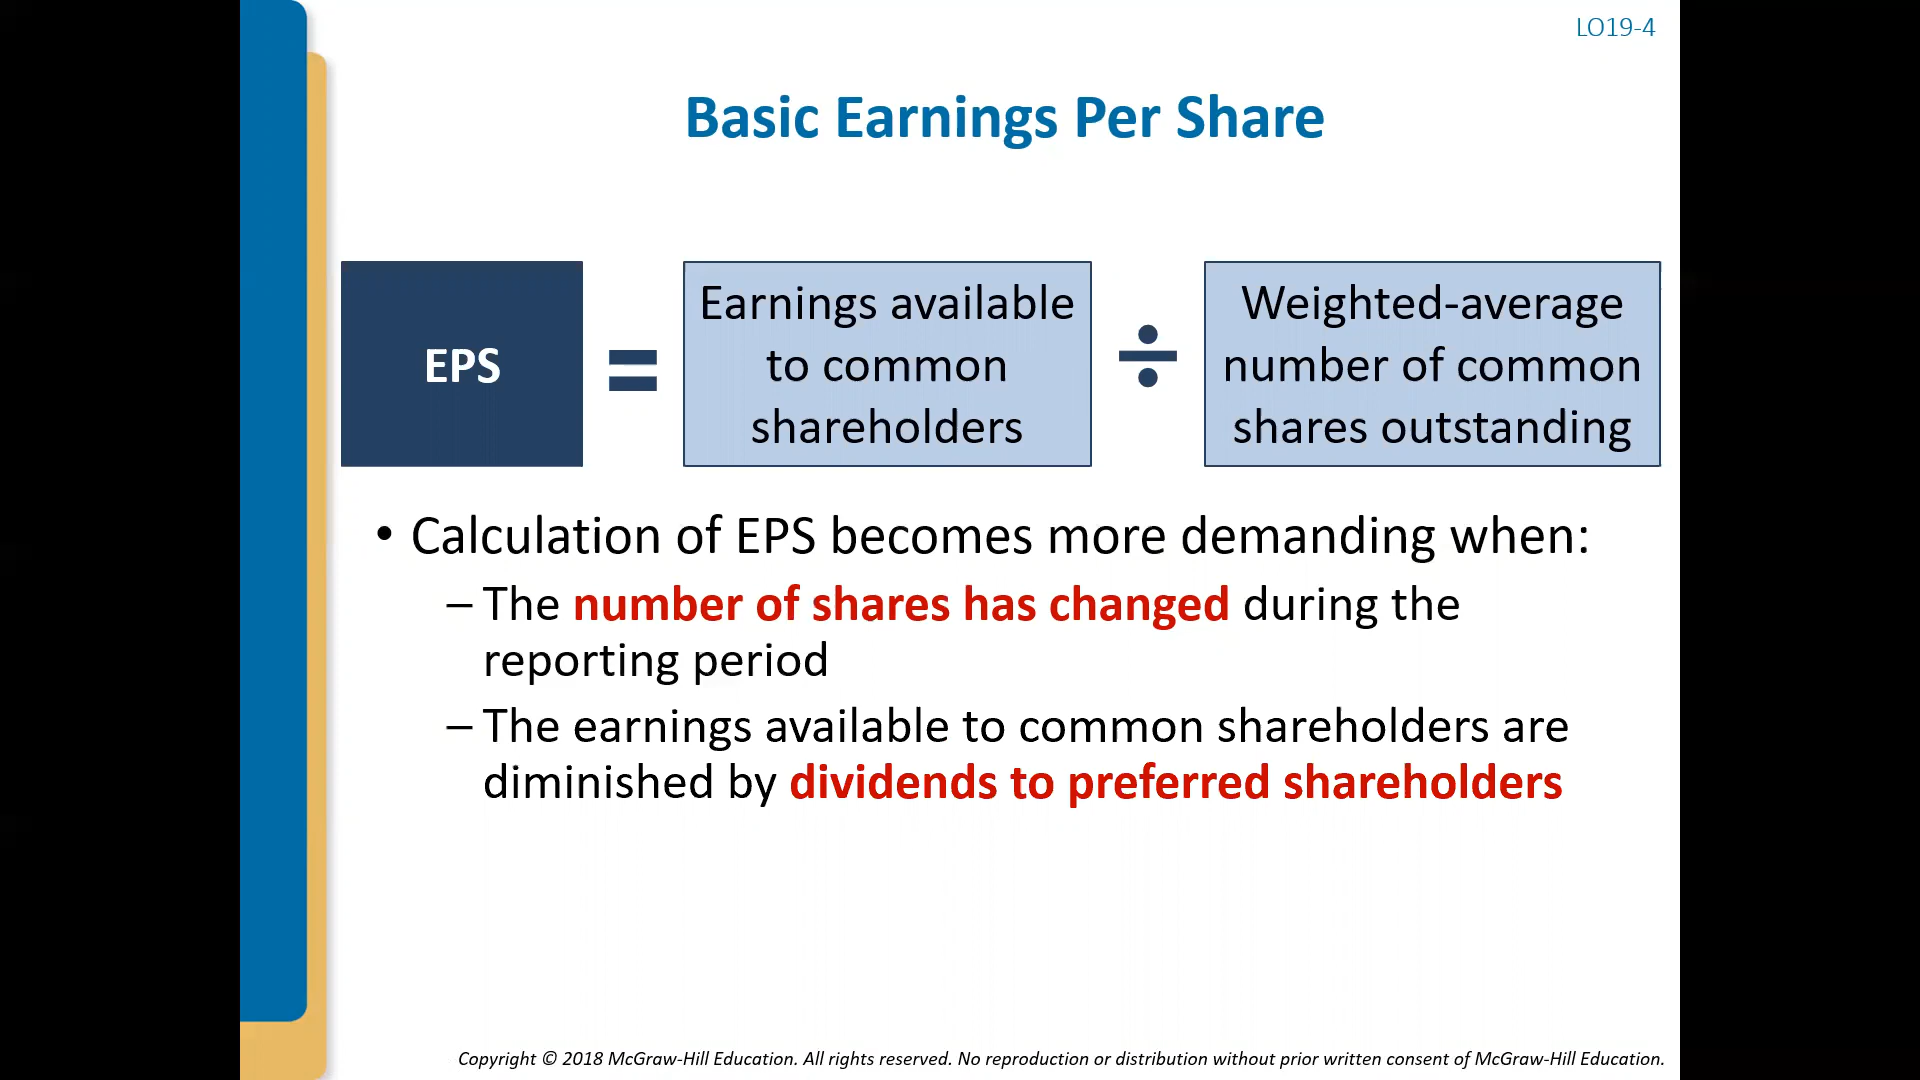 LO19-4
Basic Earnings Per Share
EPS
=
Earnings available
to common
shareholders
÷
Weighted-average
number of common
shares outstanding
• Calculation of EPS becomes more demanding when:
– The number of shares has changed during the
reporting period
– The earnings available to common shareholders are
diminished by dividends to preferred shareholders
Copyright © 2018 McGraw-Hill Education. All rights reserved. No reproduction or distribution without prior written consent of McGraw-Hill Education.